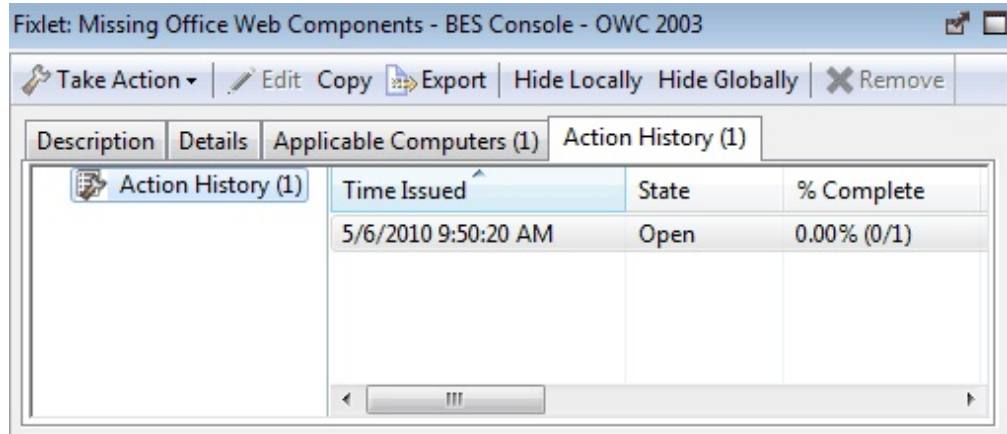 Fixlet: Missing Office Web Components - BES Console - OWC 2003
Take Action Edit Copy Export Hide Locally Hide Globally Remove
Description Details Applicable Computers (1) Action History (1)
Action History (1) Time Issued State % Complete
5/6/2010 9:50:20 AM Open 0.00% (0/1)